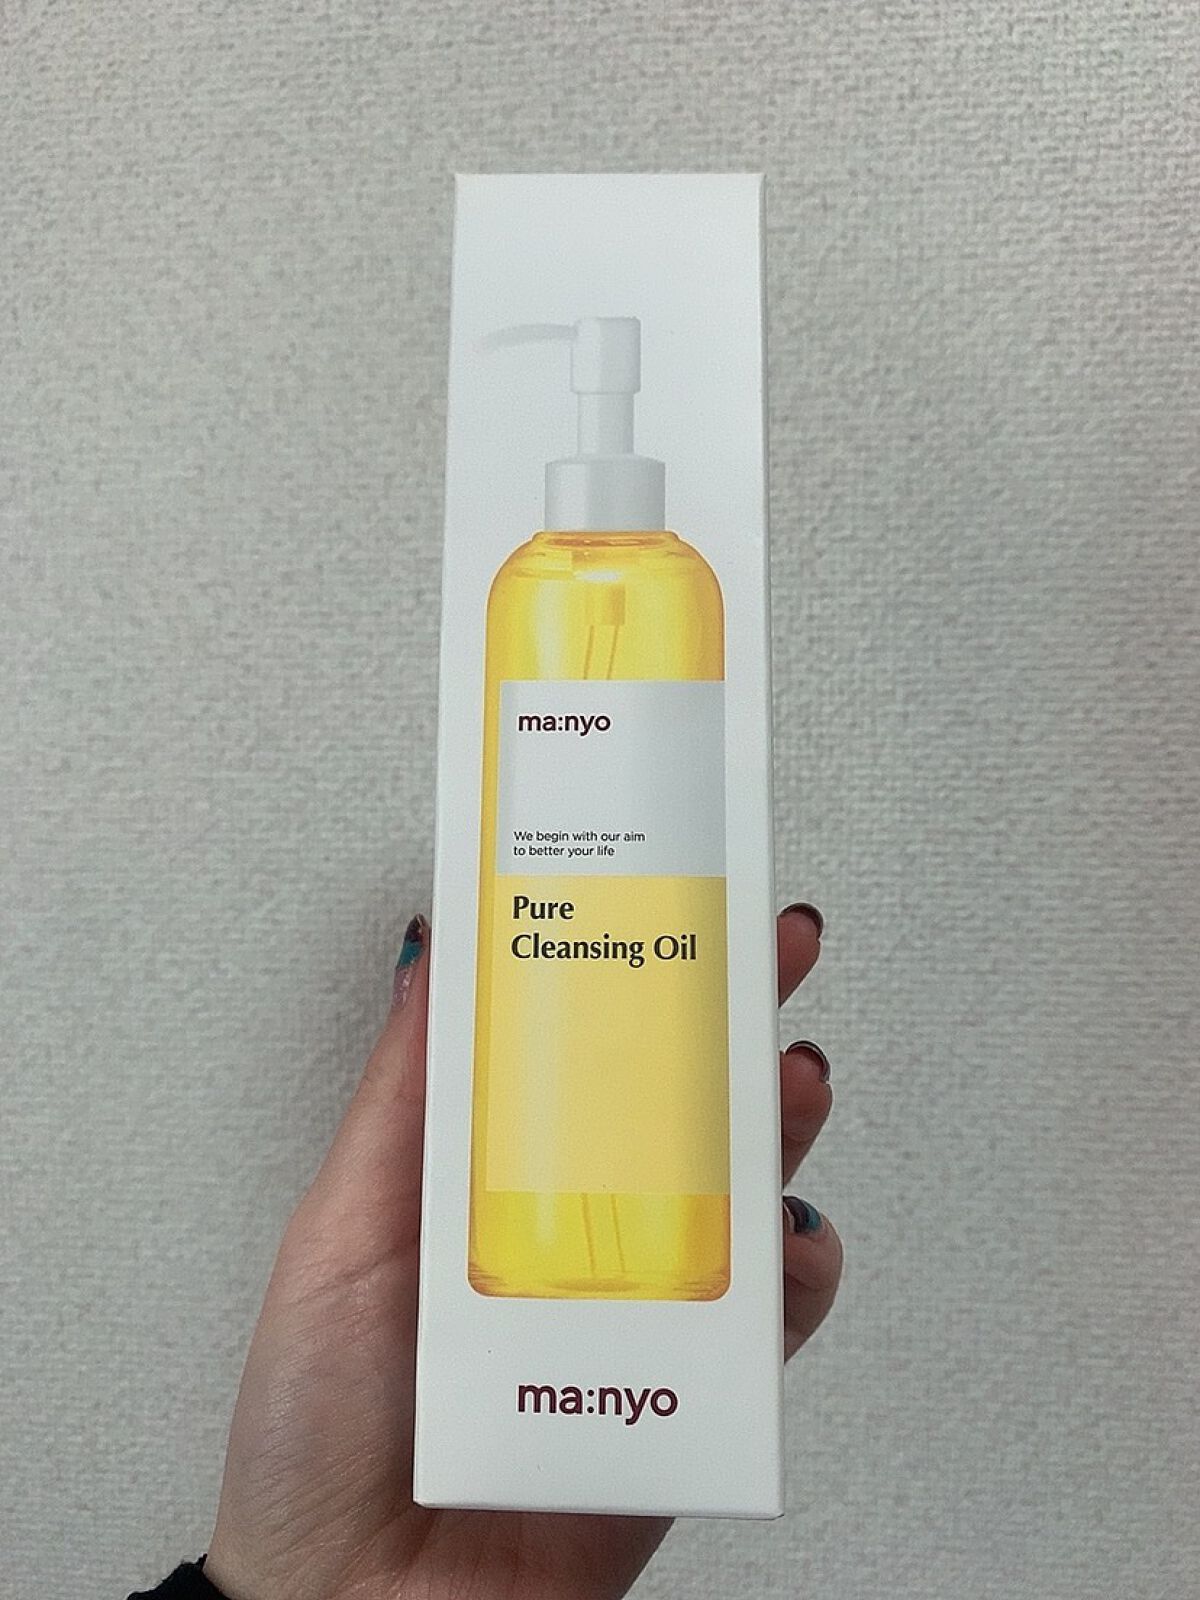 ma:nyo
We begin with our aim
to better your life
Pure
Cleansing Oil
ma:nyo